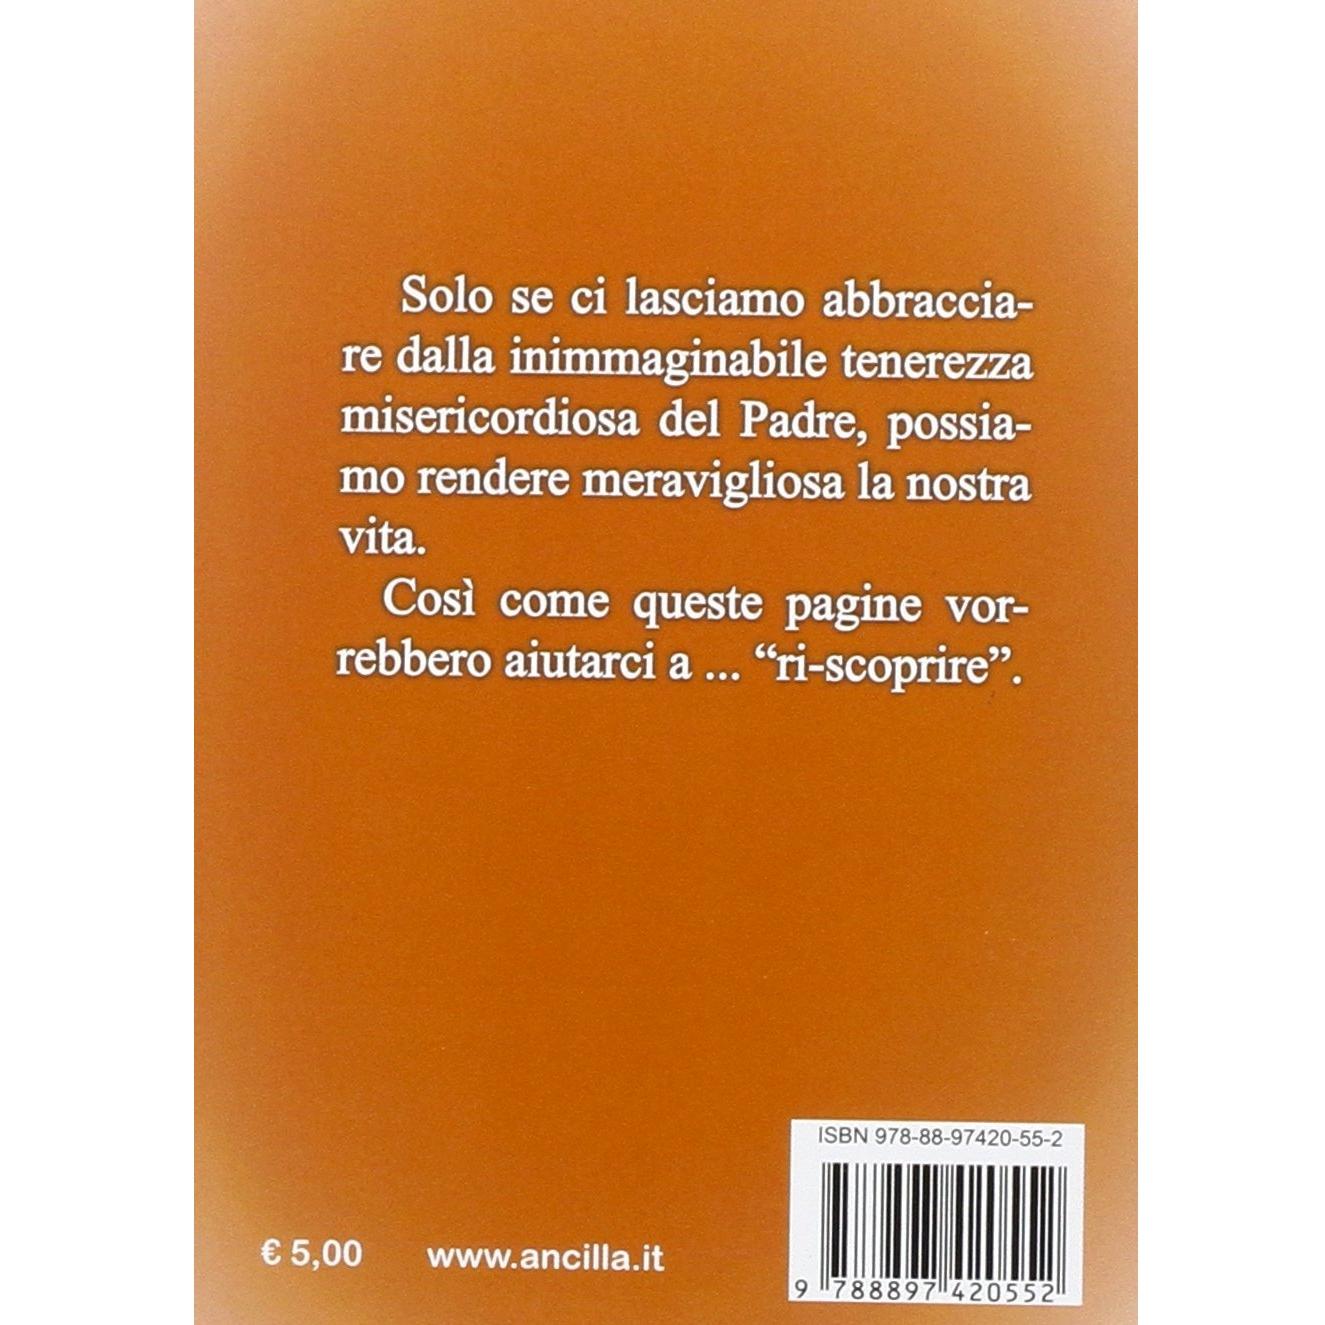 Solo se ci lasciamo abbraccia-
re dalla inimmaginabile tenerezza
misericordiosa del Padre, possia-
mo rendere meravigliosa la nostra
vita.
Così come queste pagine vor-
rebbero aiutarci a ... “ri-scoprire”.
ISBN 978-88-97420-55-2
€ 5,00 www.ancilla.it
9 788897 420552